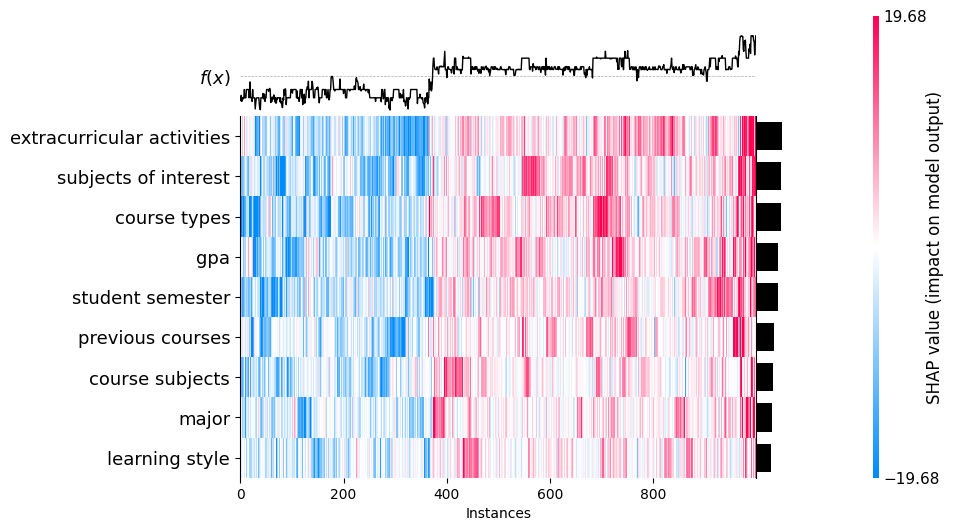 19.68
f(x)
extracurricular activities
subjects of interest
course types
gpa
student semester
previous courses
course subjects
major
learning style
0 200 400 600 800
Instances
SHAP value (impact on model output)
−19.68